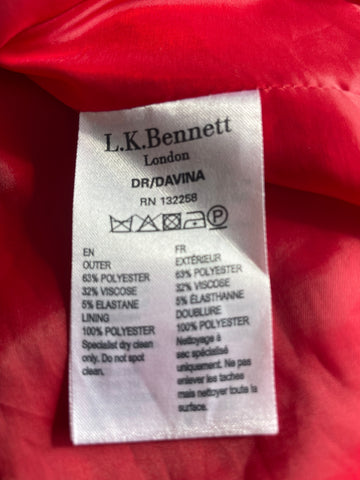 L.K.Bennett
London
DR/DAVINA
RN 132258
P
EN
OUTER
63% POLYESTER
32% VISCOSE
5% ELASTANE
LINING
100% POLYESTER
Specialist dry clean
only. Do not spot
clean.
FR
EXTÉRIEUR
63% POLYESTER
32% VISCOSE
5% ÉLASTHANNE
DOUBLURE
100% POLYESTER
Nettoyage à
sec spécialisé
uniquement. Ne pas
enlever les taches
mais nettoyer toute la
surface.